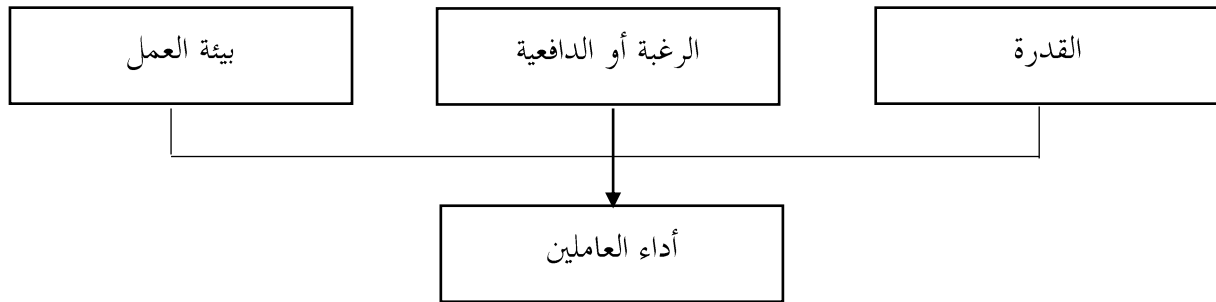 القدرة
الرغبة أو الدافعية
بيئة العمل
أداء العاملين